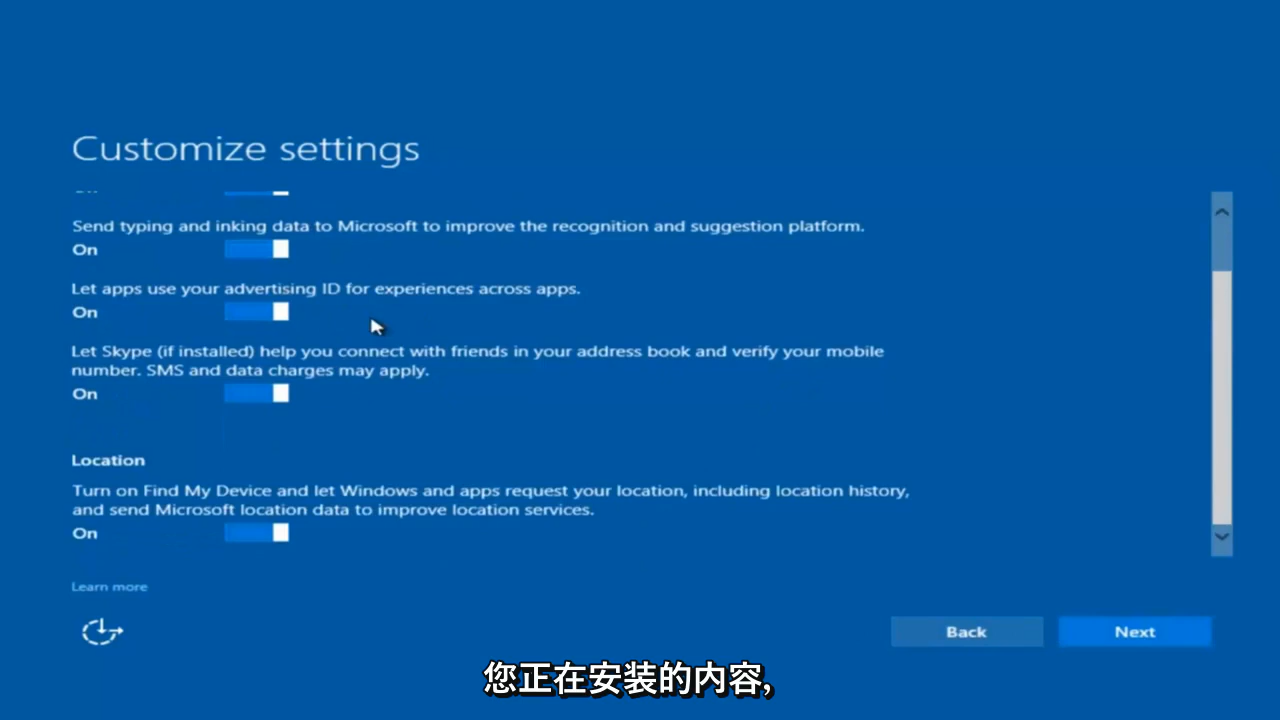 Customize settings
Send typing and inking data to Microsoft to improve the recognition and suggestion platform.
On
Let apps use your advertising ID for experiences across apps.
On
Let Skype (if installed) help you connect with friends in your address book and verify your mobile
number. SMS and data charges may apply.
On
Location
Turn on Find My Device and let Windows and apps request your location, including location history,
and send Microsoft location data to improve location services.
On
Learn more
Back
Next
您正在安装的内容,